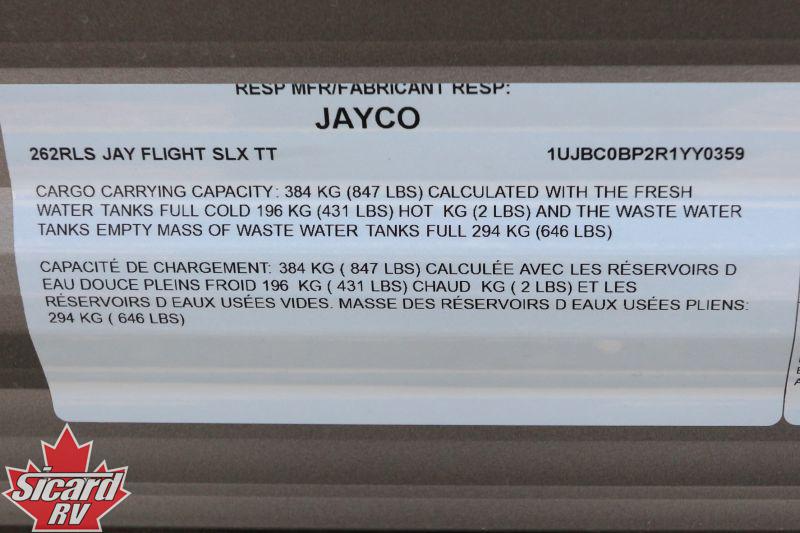 RESP MFR/FABRICANT RESP:
JAYCO
262RLS JAY FLIGHT SLX TT 1UJBC0BP2R1YY0359
CARGO CARRYING CAPACITY: 384 KG (847 LBS) CALCULATED WITH THE FRESH
WATER TANKS FULL COLD 196 KG (431 LBS) HOT KG (2 LBS) AND THE WASTE WATER
TANKS EMPTY MASS OF WASTE WATER TANKS FULL 294 KG (646 LBS)
CAPACITÉ DE CHARGEMENT: 384 KG ( 847 LBS) CALCULÉE AVEC LES RÉSERVOIRS D
EAU DOUCE PLEINS FROID 196 KG ( 431 LBS) CHAUD KG ( 2 LBS) ET LES
RÉSERVOIRS D EAUX USÉES VIDES. MASSE DES RÉSERVOIRS D EAUX USÉES PLIENS:
294 KG ( 646 LBS)
Sicard
RV